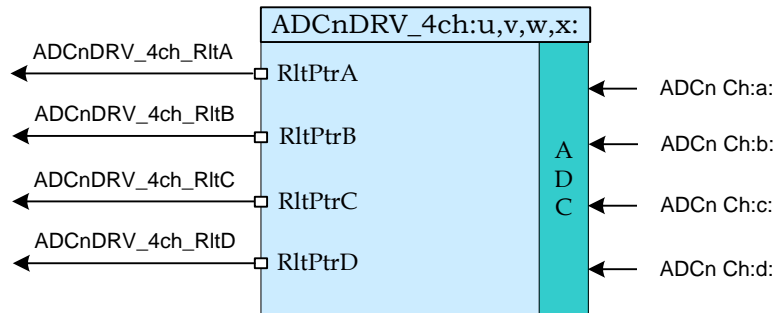 ADCnDRV_4ch:u,v,w,x:
ADCnDRV_4ch_RltA
RltPtrA
ADCn Ch:a:
ADCnDRV_4ch_RltB
RltPtrB
ADCn Ch:b:
ADCnDRV_4ch_RltC
RltPtrC
ADCn Ch:c:
ADCnDRV_4ch_RltD
RltPtrD
ADCn Ch:d:
A
D
C